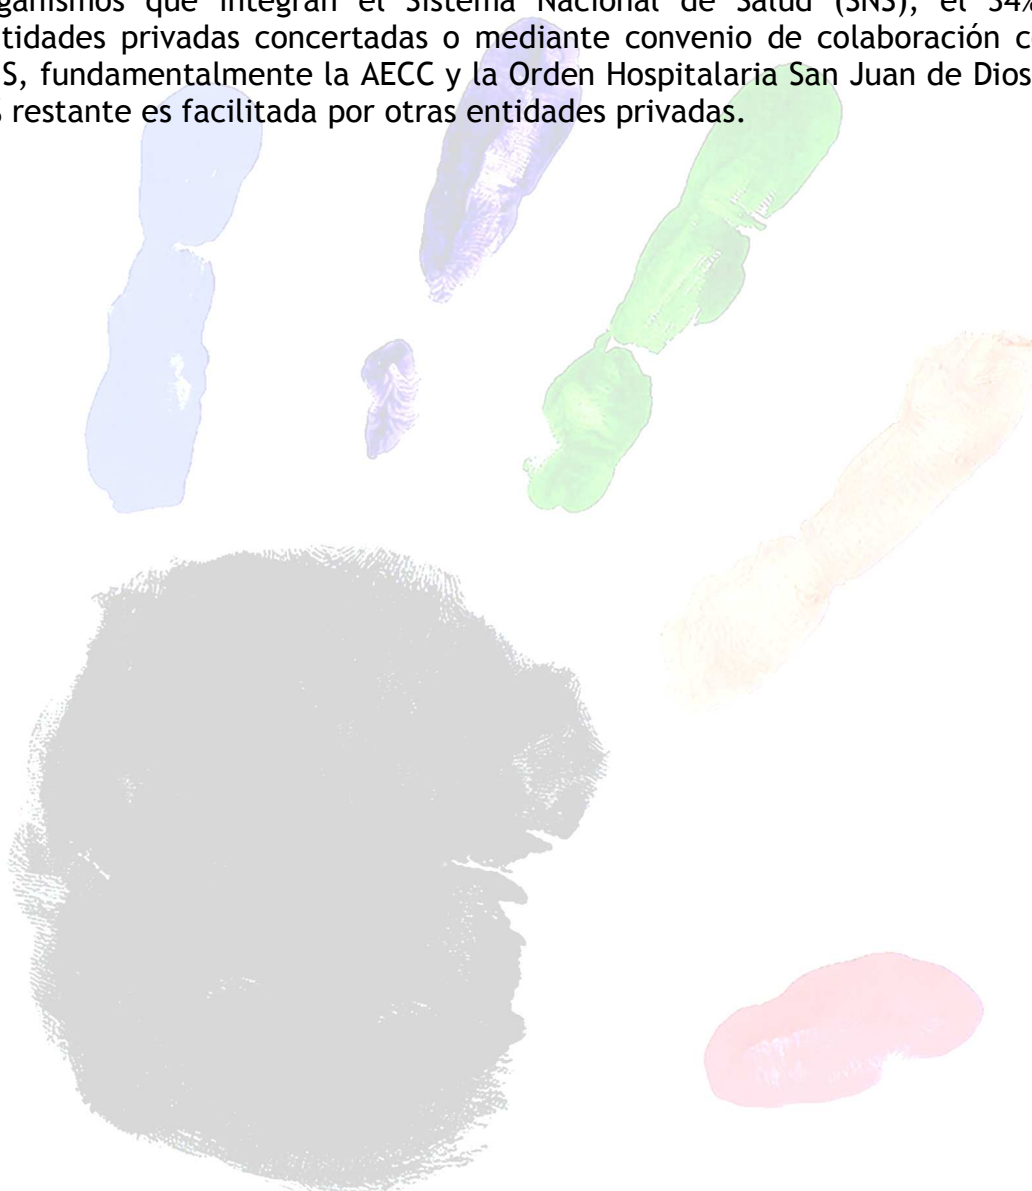 ganismos que integran el Sistema Nacional de Salud (SNS), el 34%
tidades privadas concertadas o mediante convenio de colaboración c
S, fundamentalmente la AECC y la Orden Hospitalaria San Juan de Dios
restante es facilitada por otras entidades privadas.